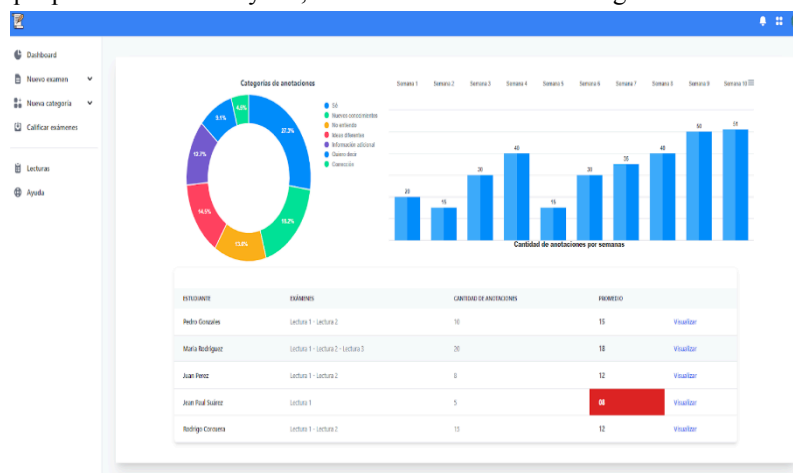 Dashboard
Nuevo examen
Nueva categoria
Calificar exámenes
Lecturas
Ayuda
Categorías de anotaciones
27.3%
18.2%
13.6%
14.5%
12.7%
9.1%
4.5%
Sé
Nuevos conocimientos
No entiendo
Ideas diferentes
Información adicional
Quiero decir
Semana 1 Semana 2 Semana 3 Semana 4 Semana 5 Semana 6 Semana 7 Semana 8 Semana 9 Semana 10
20 15 30 40 15 30 35 40 50 51
Cantidad de anotaciones por semanas
ESTUDIANTE EXÁMENES CANTIDAD DE ANOTACIONES PROMEDIO
Pedro Gonzales Lectura 1 - Lectura 2 10 15 Visualizar
María Rodríguez Lectura 1 - Lectura 2 - Lectura 3 20 18 Visualizar
Juan Perez Lectura 1 - Lectura 2 8 12 Visualizar
Jean Paul Suárez Lectura 1 5 08 Visualizar
Rodrigo Lectura 1 - Lectura 2 13 12 Visualizar